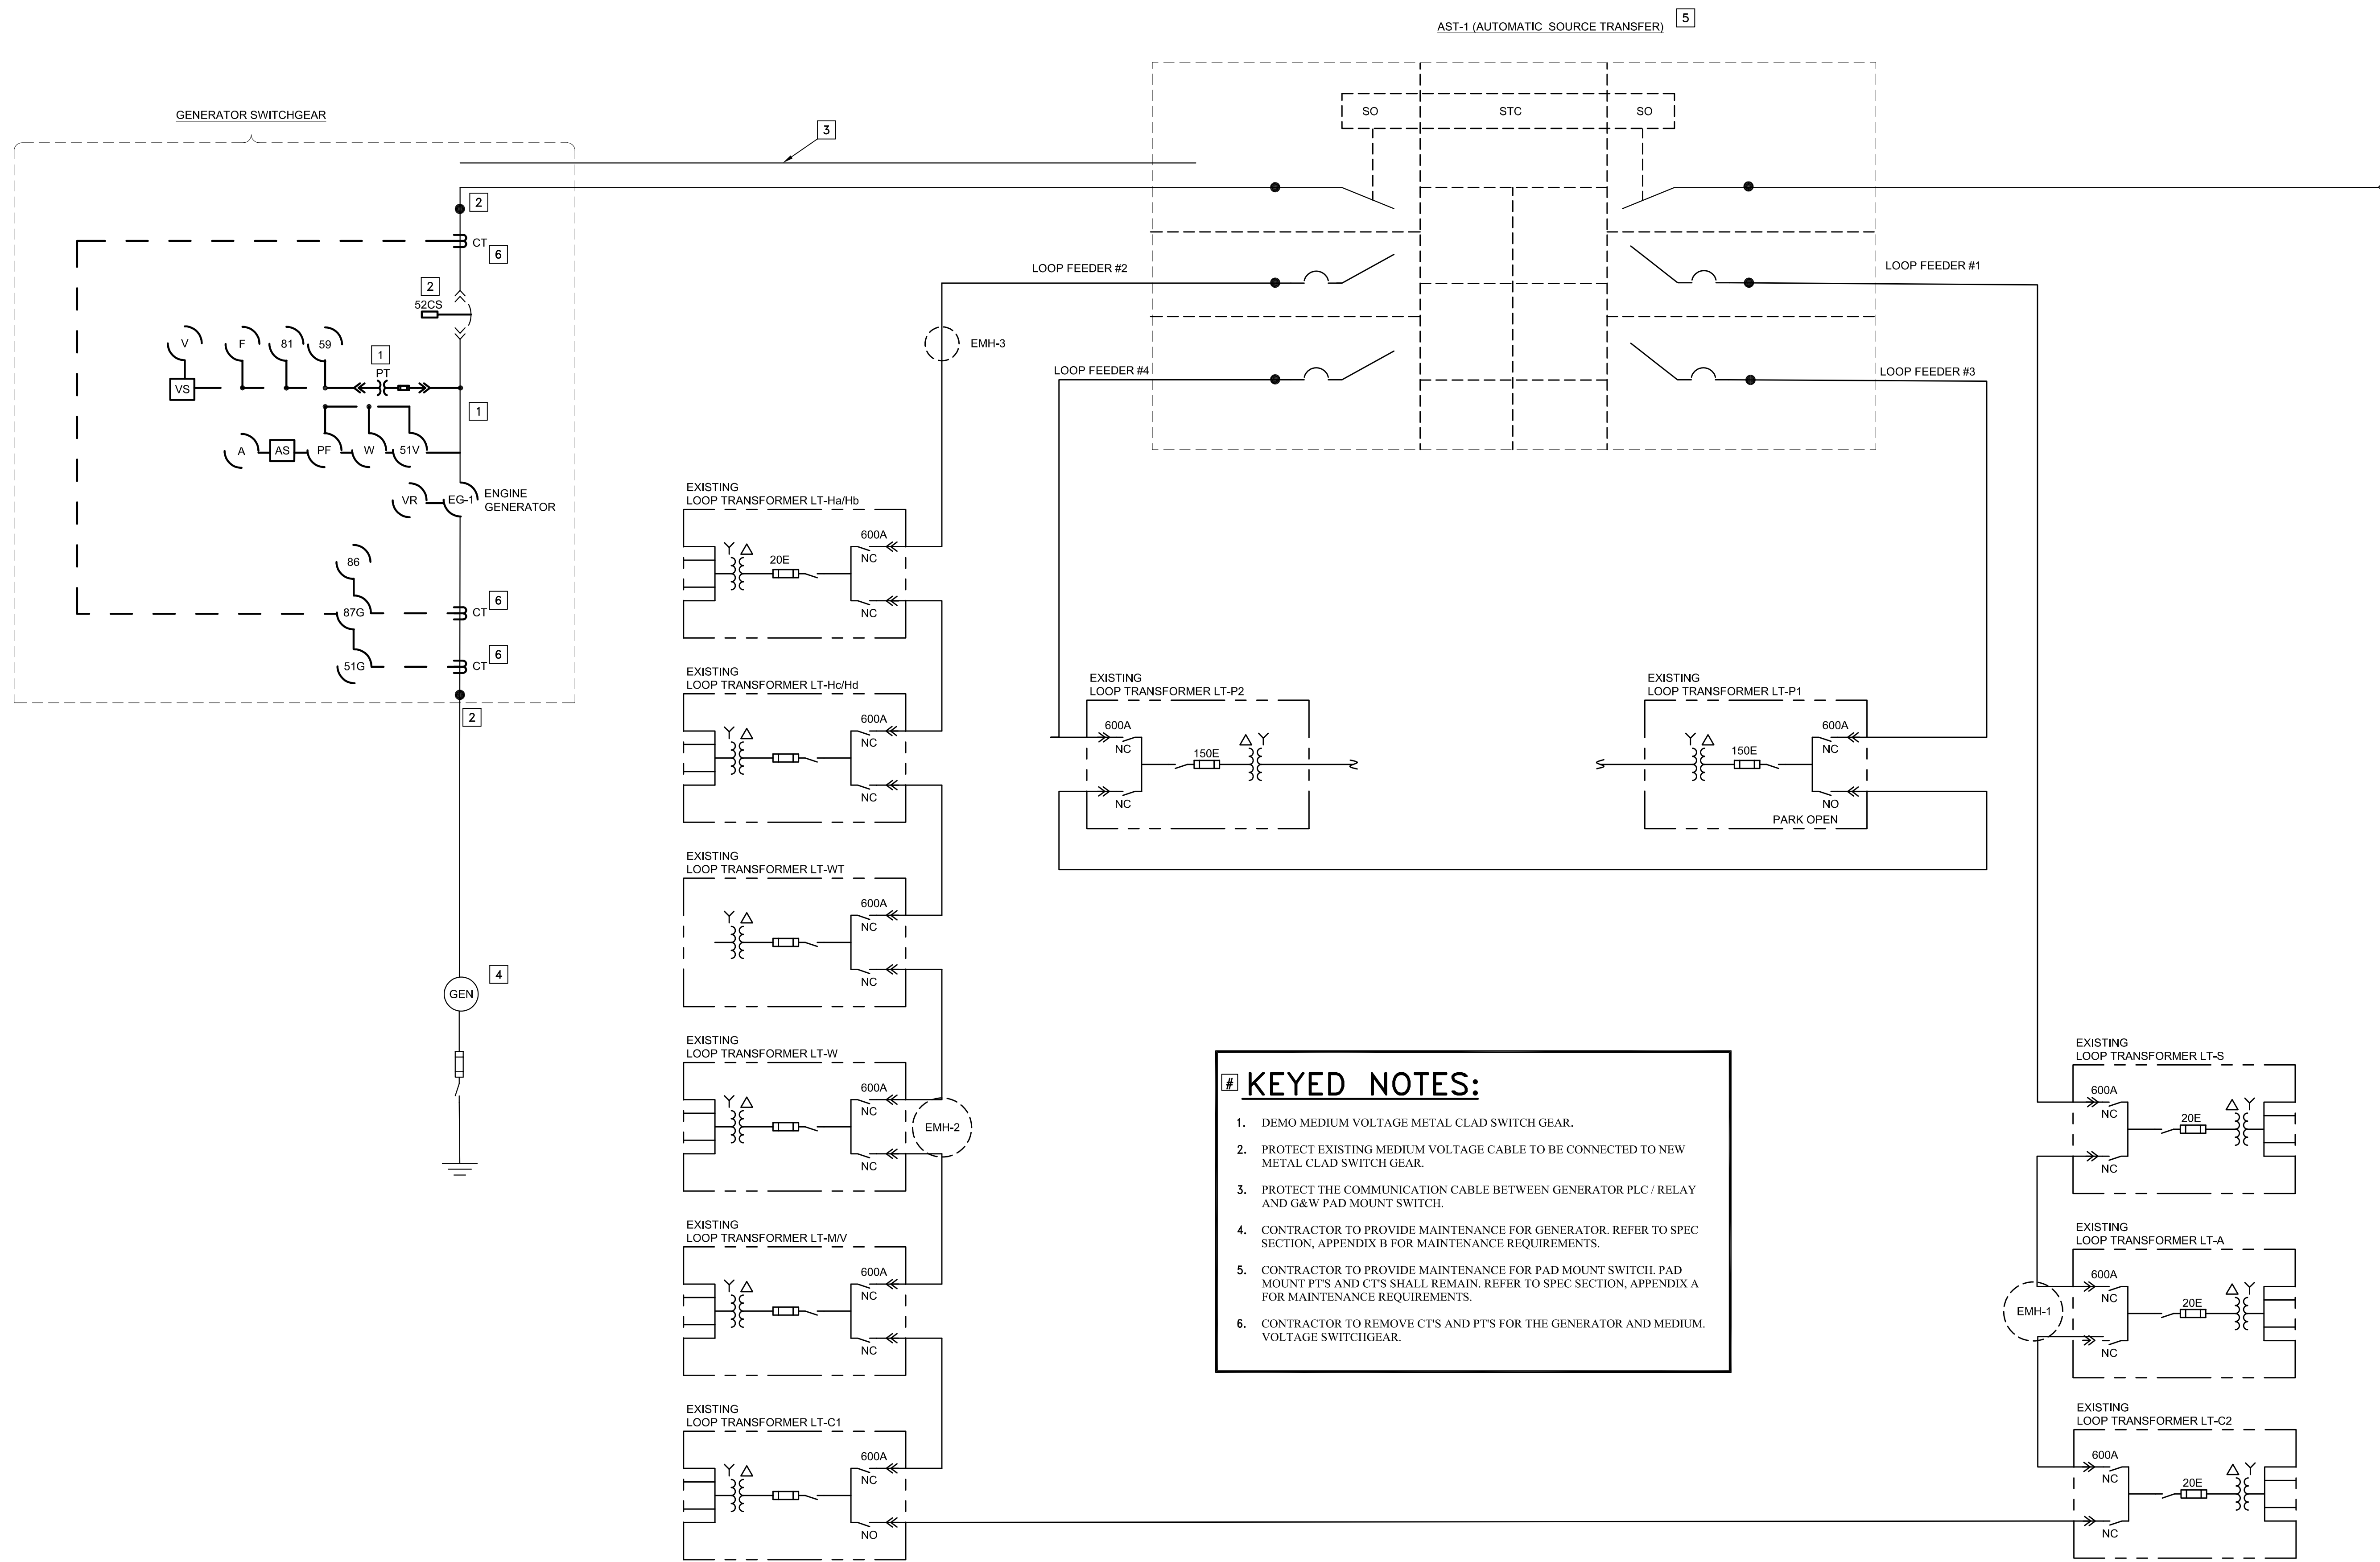 AST-1 (AUTOMATIC SOURCE TRANSFER)
5
GENERATOR SWITCHGEAR
3
SO
STC
SO
2
CT
6
2
52CS
V
F
81
59
1
PT
VS
1
A
AS
PF
W
51V
VR
EG-1
ENGINE
GENERATOR
86
87G
6
CT
51G
6
CT
2
4
GEN
LOOP FEEDER #2
LOOP FEEDER #1
EMH-3
LOOP FEEDER #4
LOOP FEEDER #3
EXISTING
LOOP TRANSFORMER LT-Ha/Hb
600A
20E
NC
NC
EXISTING
LOOP TRANSFORMER LT-Hc/Hd
600A
NC
NC
EXISTING
LOOP TRANSFORMER LT-WT
600A
NC
NC
EXISTING
LOOP TRANSFORMER LT-W
600A
NC
EMH-2
NC
EXISTING
LOOP TRANSFORMER LT-M/V
600A
NC
NC
EXISTING
LOOP TRANSFORMER LT-C1
600A
NC
NO
EXISTING
LOOP TRANSFORMER LT-P2
600A
NC
150E
NC
EXISTING
LOOP TRANSFORMER LT-P1
600A
150E
NC
NO
PARK OPEN
# KEYED NOTES:
1. DEMO MEDIUM VOLTAGE METAL CLAD SWITCH GEAR.
2. PROTECT EXISTING MEDIUM VOLTAGE CABLE TO BE CONNECTED TO NEW
METAL CLAD SWITCH GEAR.
3. PROTECT THE COMMUNICATION CABLE BETWEEN GENERATOR PLC / RELAY
AND G&W PAD MOUNT SWITCH.
4. CONTRACTOR TO PROVIDE MAINTENANCE FOR GENERATOR. REFER TO SPEC
SECTION, APPENDIX B FOR MAINTENANCE REQUIREMENTS.
5. CONTRACTOR TO PROVIDE MAINTENANCE FOR PAD MOUNT SWITCH. PAD
MOUNT PT'S AND CT'S SHALL REMAIN. REFER TO SPEC SECTION, APPENDIX A
FOR MAINTENANCE REQUIREMENTS.
6. CONTRACTOR TO REMOVE CT'S AND PT'S FOR THE GENERATOR AND MEDIUM.
VOLTAGE SWITCHGEAR.
EXISTING
LOOP TRANSFORMER LT-S
600A
NC
20E
NC
EXISTING
LOOP TRANSFORMER LT-A
600A
NC
20E
EMH-1
NC
EXISTING
LOOP TRANSFORMER LT-C2
600A
NC
20E
NC